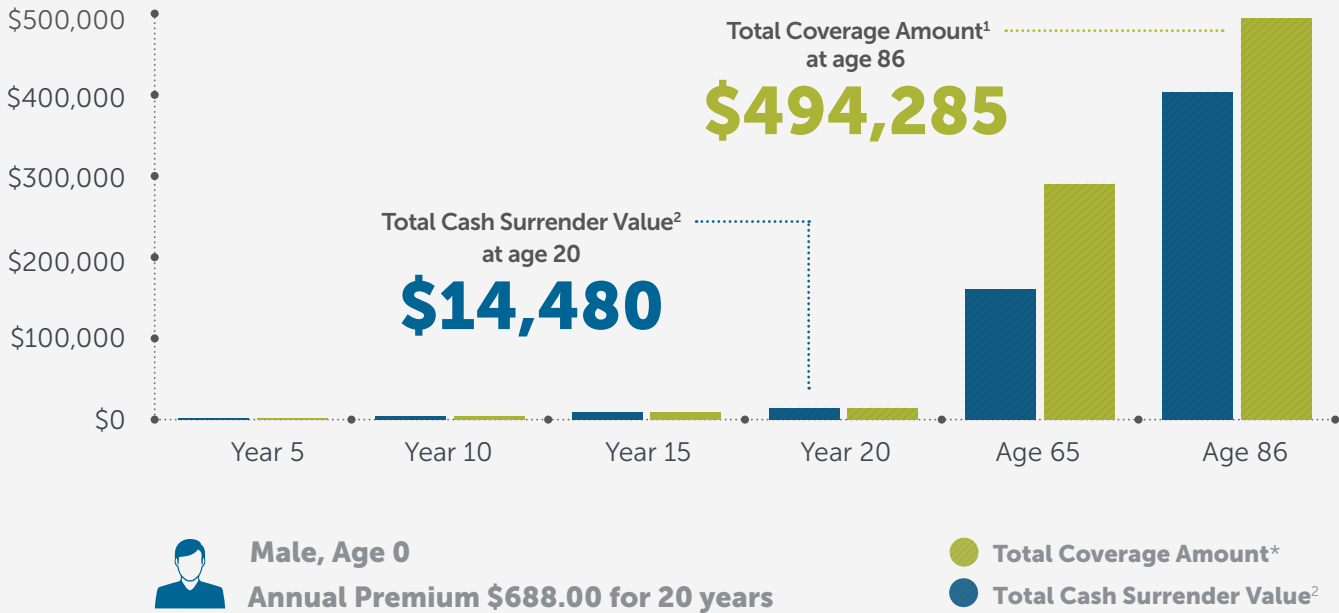 $500,000
$400,000
$300,000
$200,000
$100,000
$0
Total Coverage Amount¹
at age 86
$494,285
Total Cash Surrender Value²
at age 20
$14,480
Year 5
Year 10
Year 15
Year 20
Age 65
Age 86
Male, Age 0
Annual Premium $688.00 for 20 years
Total Coverage Amount*
Total Cash Surrender Value²